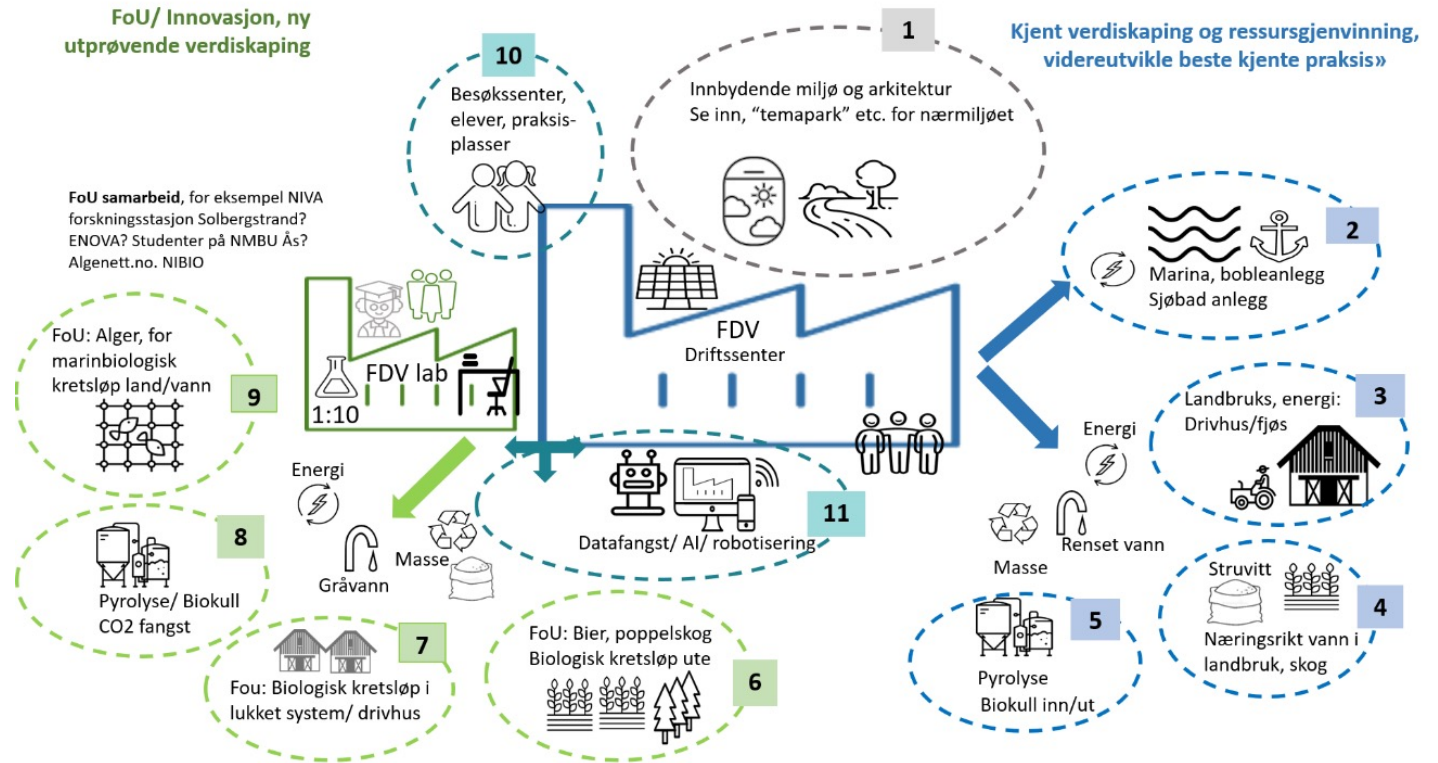 FoU/ Innovasjon, ny
utprøvende verdiskaping
10
Besøkssenter,
elever, praksis-
plasser
1
Innbydende miljø og arkitektur
Se inn, “temapark” etc. for nærmiljøet
Kjent verdiskaping og ressursgjenvinning,
videreutvikle beste kjente praksis»
FoU samarbeid, for eksempel NIVA
forskningsstasjon Solbergstrand?
ENOVA? Studenter på NMBU Ås?
Algenett.no. NIBIO
2
Marina, bobleanlegg
Sjøbad anlegg
FDV
Driftssenter
FDV lab
1:10
FoU: Alger, for
marinbiologisk
kretsløp land/vann
9
3
Landbruks, energi:
Drivhus/fjøs
Energi
Renset vann
Masse
Energi
Gråvann
Masse
11
Datafangst/ AI/ robotisering
8
Pyrolyse/ Biokull
CO2 fangst
7
Fou: Biologisk kretsløp i
lukket system/ drivhus
FoU: Bier, poppelskog
Biologisk kretsløp ute
6
5
Pyrolyse
Biokull inn/ut
Struvitt
4
Næringsrikt vann i
landbruk, skog